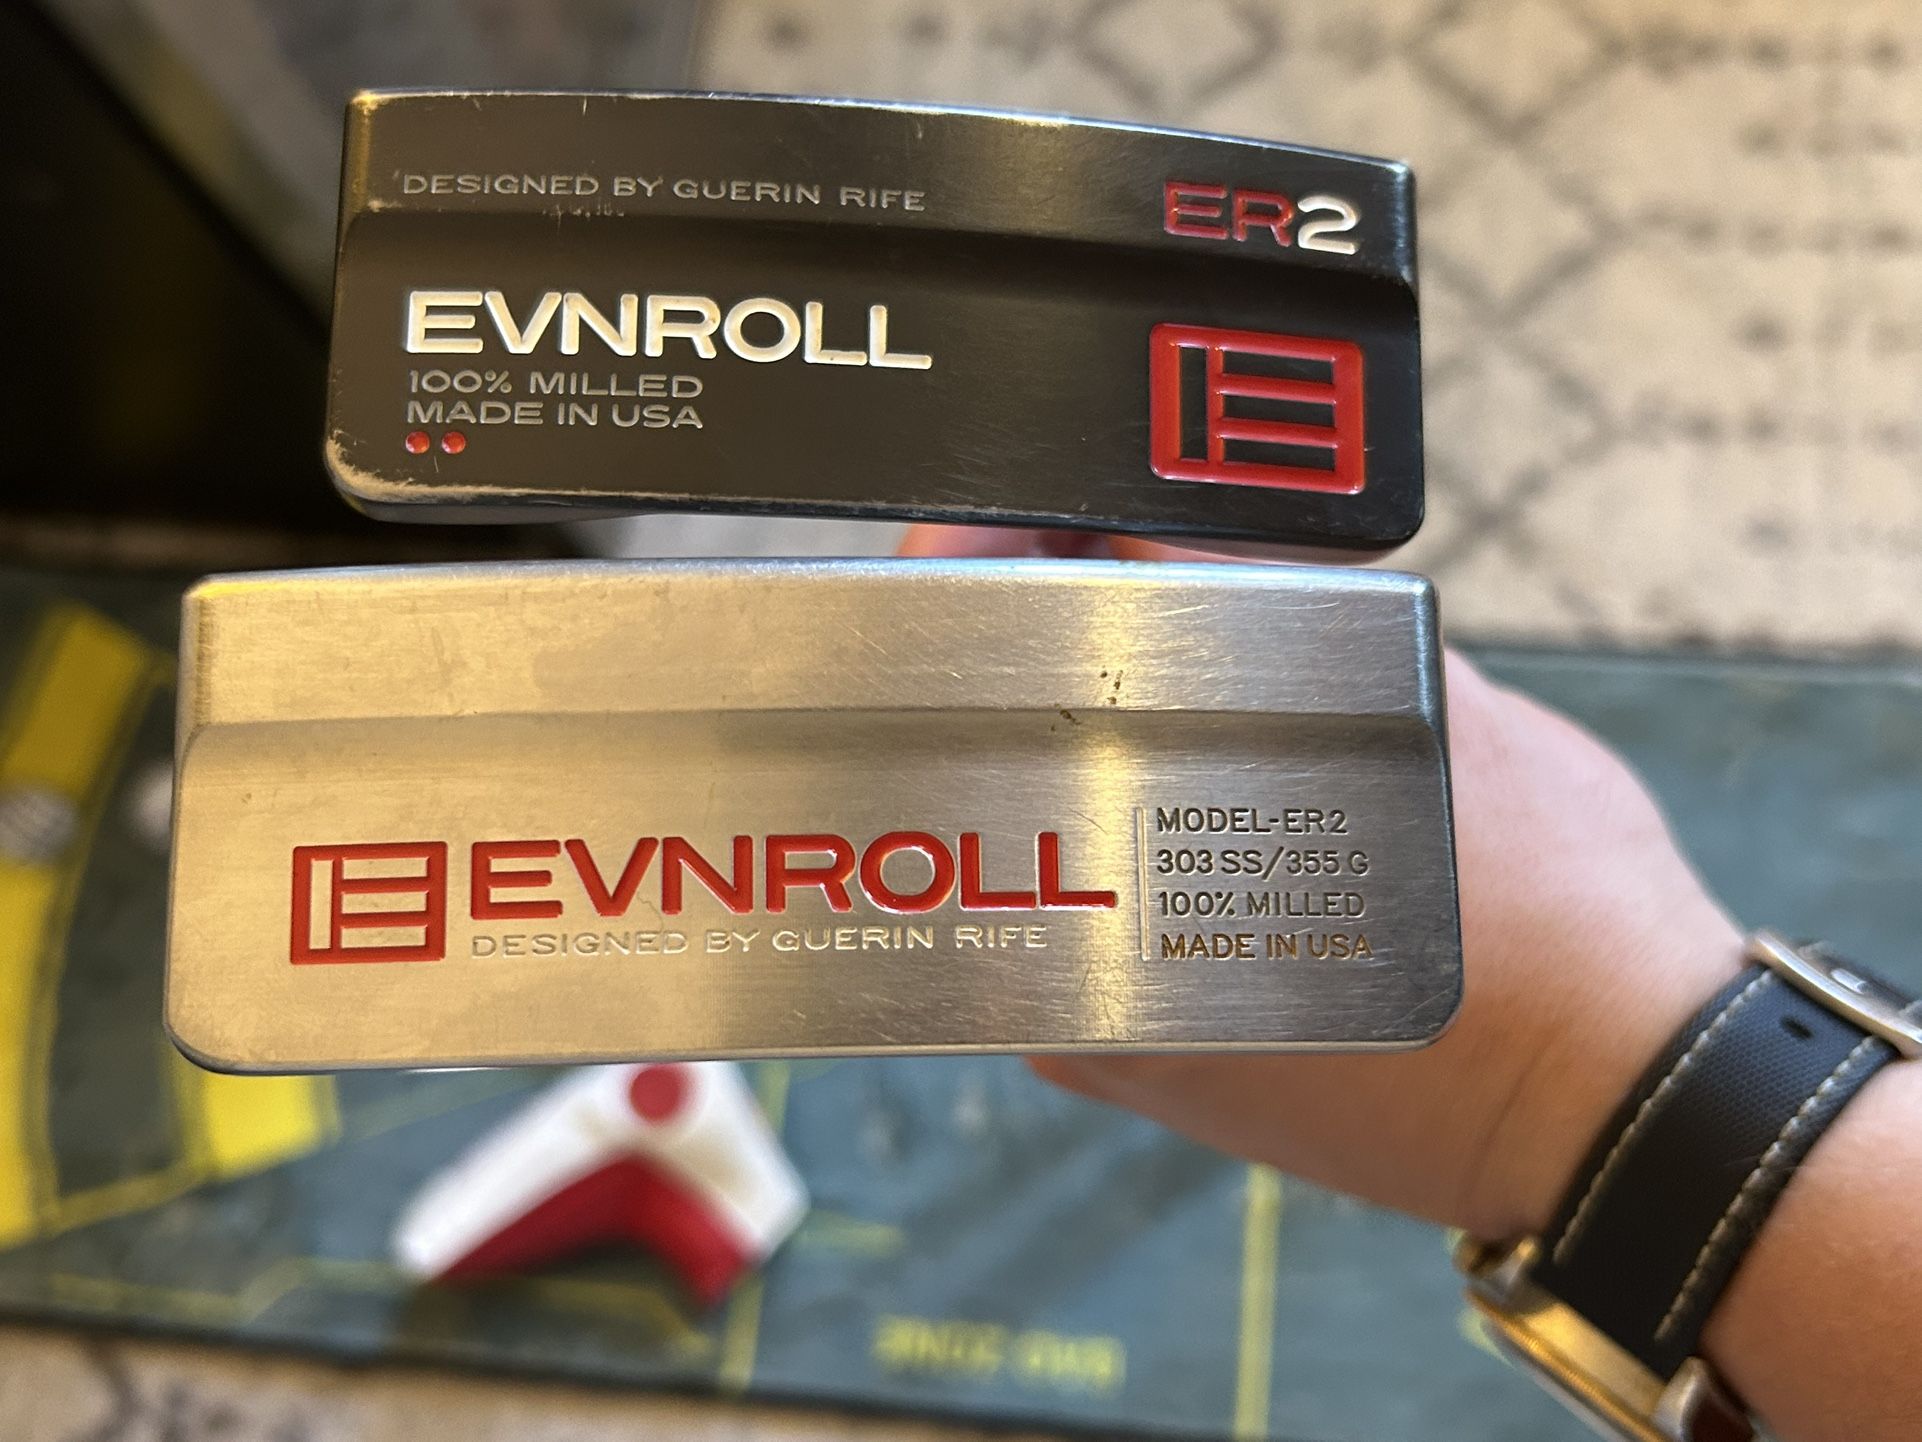 DESIGNED BY GUERIN RIFE
ER2
EVNROLL
100% MILLED
MADE IN USA
EVNROLL
DESIGNED BY GUERIN RIFE
MODEL-ER2
303 SS/355 G
100% MILLED
MADE IN USA